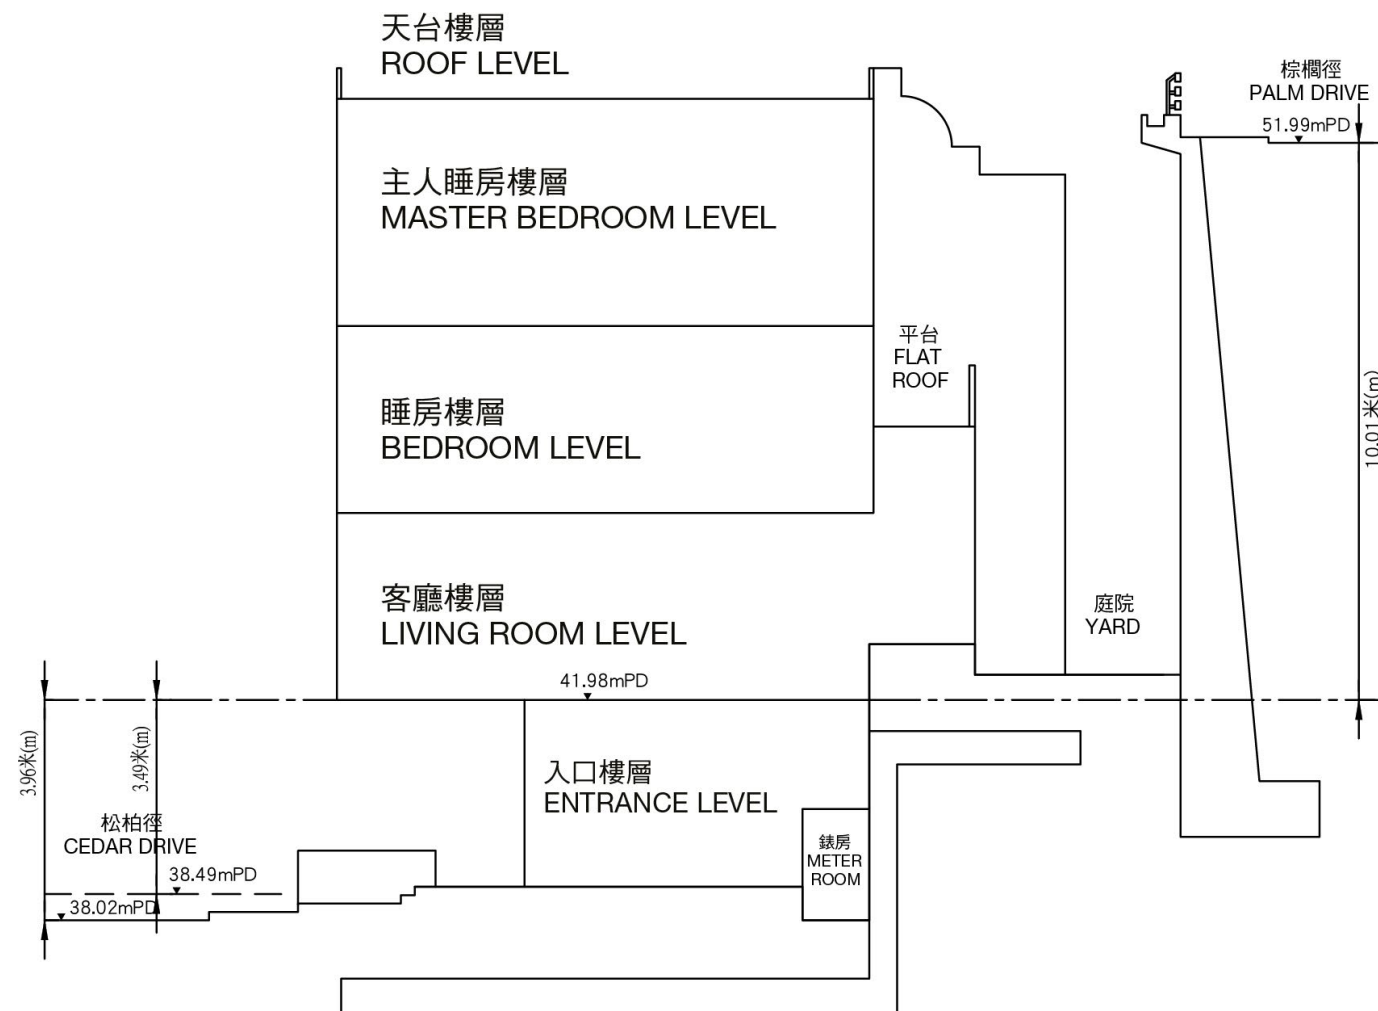 天台樓層
ROOF LEVEL
棕櫚徑
PALM DRIVE
51.99mPD
主人睡房樓層
MASTER BEDROOM LEVEL
平台
FLAT
ROOF
10.01米(m)
睡房樓層
BEDROOM LEVEL
客廳樓層
LIVING ROOM LEVEL
庭院
YARD
41.98mPD
3.96米(m)
3.49米(m)
入口樓層
ENTRANCE LEVEL
松柏徑
CEDAR DRIVE
錶房
METER
ROOM
38.49mPD
38.02mPD